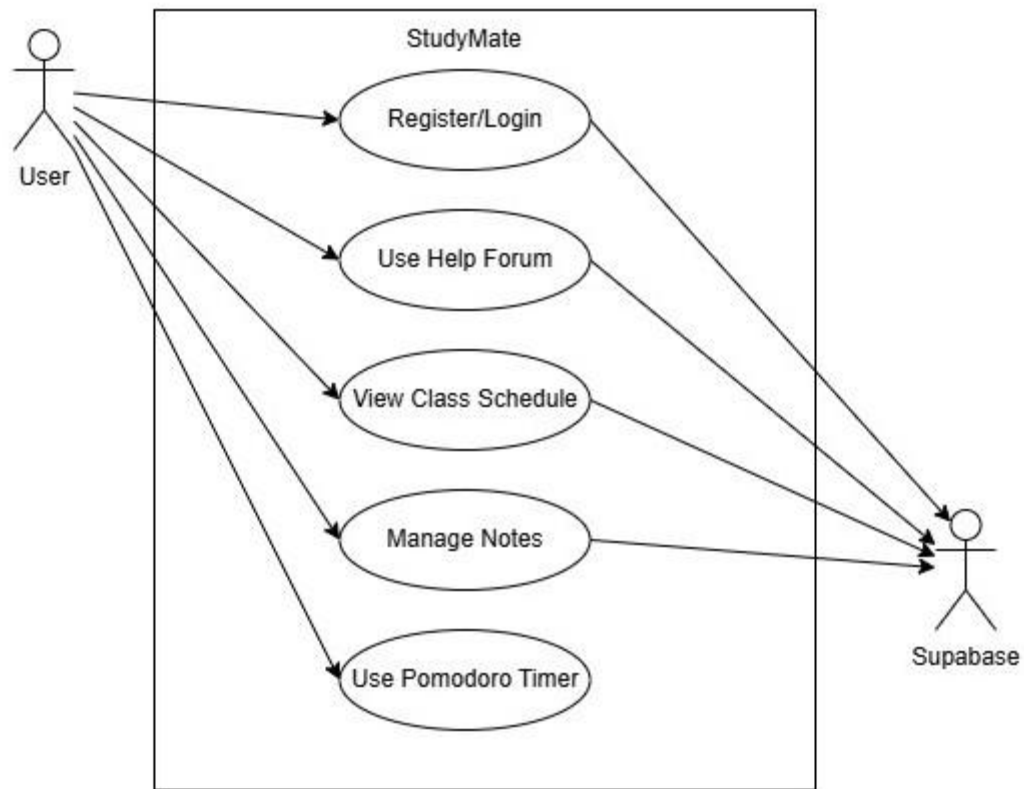 StudyMate
Register/Login
User
Use Help Forum
View Class Schedule
Manage Notes
Supabase
Use Pomodoro Timer